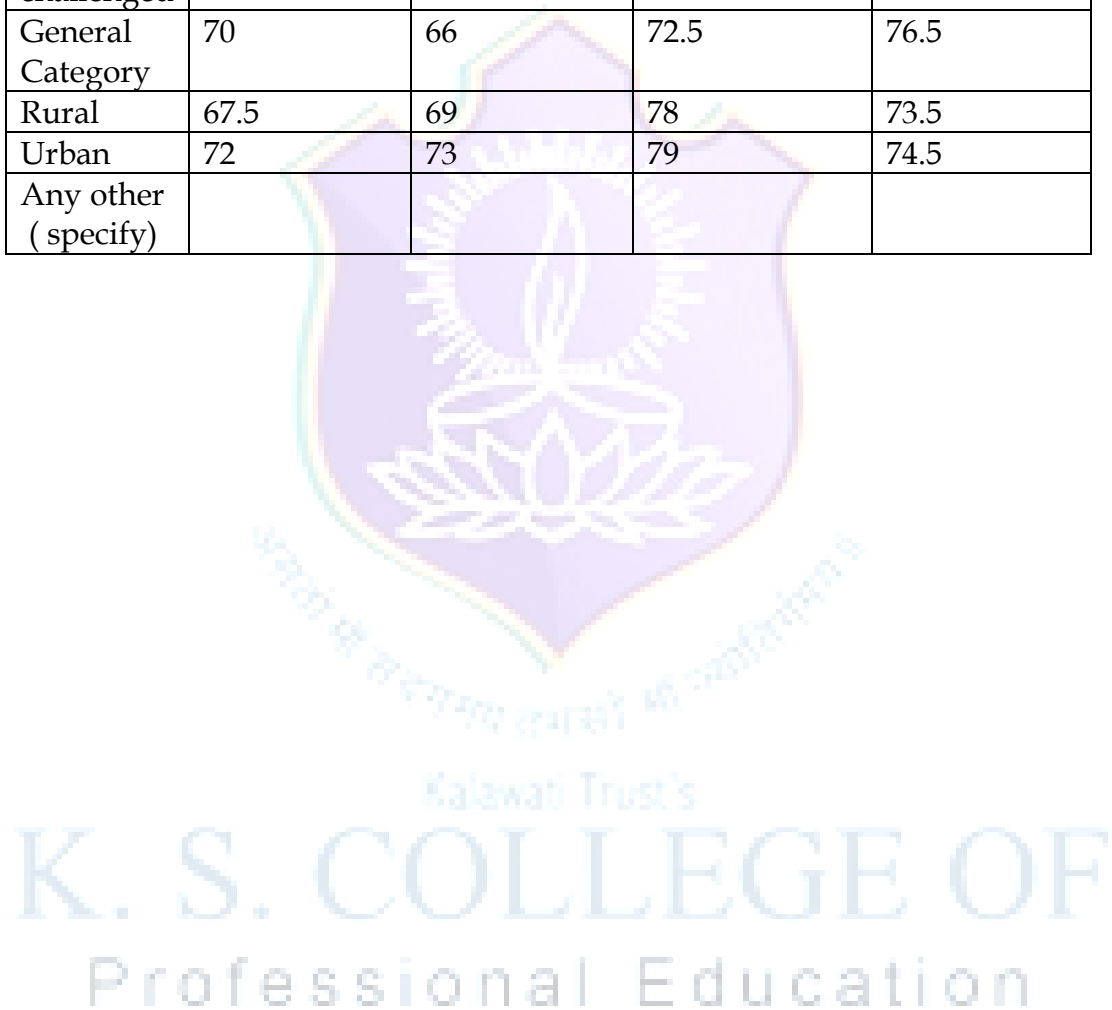 challenged
General Category 70 66 72.5 76.5
Rural 67.5 69 78 73.5
Urban 72 73 79 74.5
Any other ( specify)
Kalawati Trust's
K. S. COLLEGE OF
Professional Education